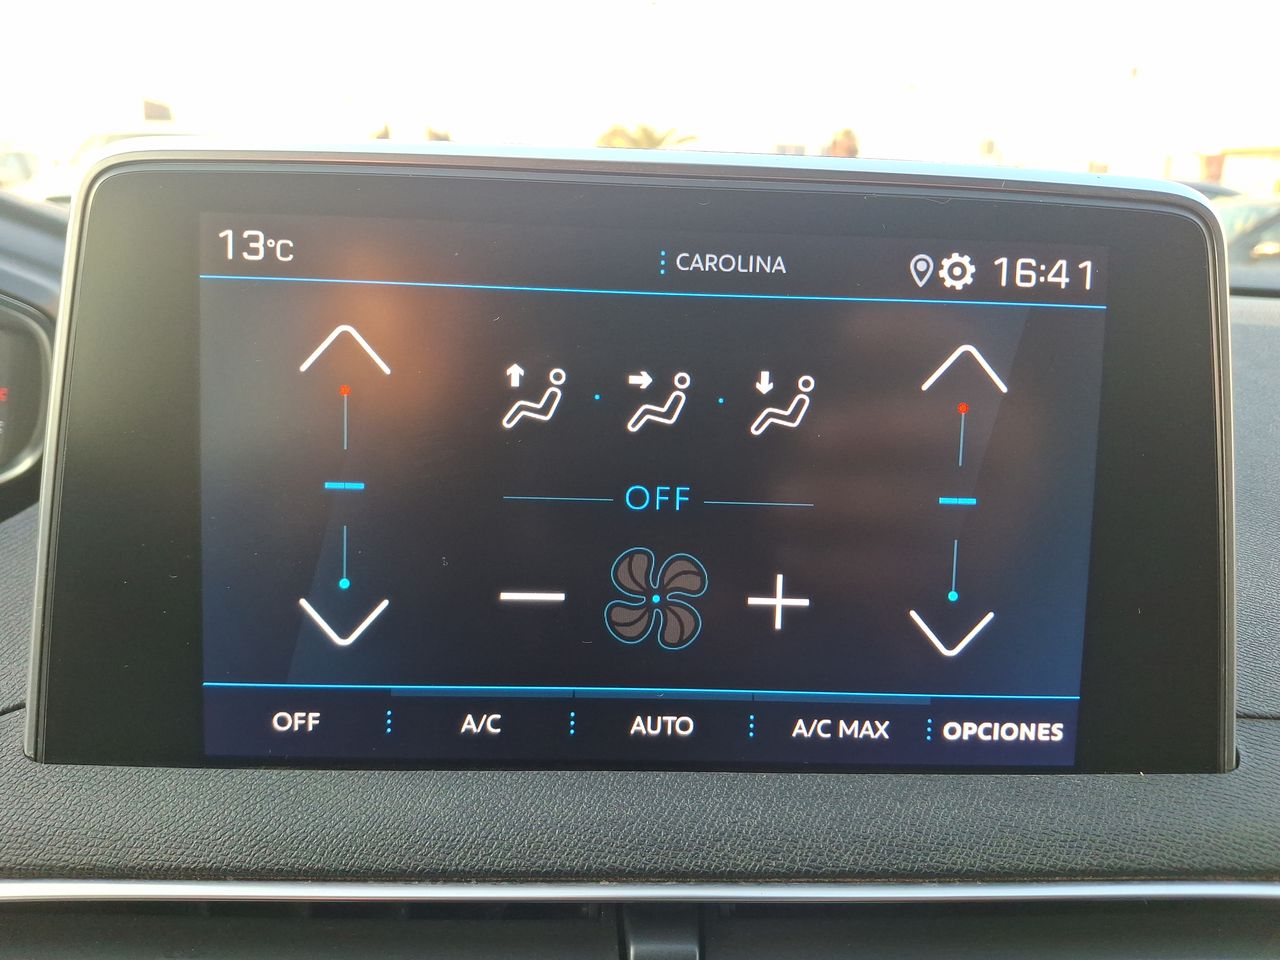 13°C
CAROLINA
16:41
OFF
OFF
A/C
AUTO
A/C MAX
OPCIONES